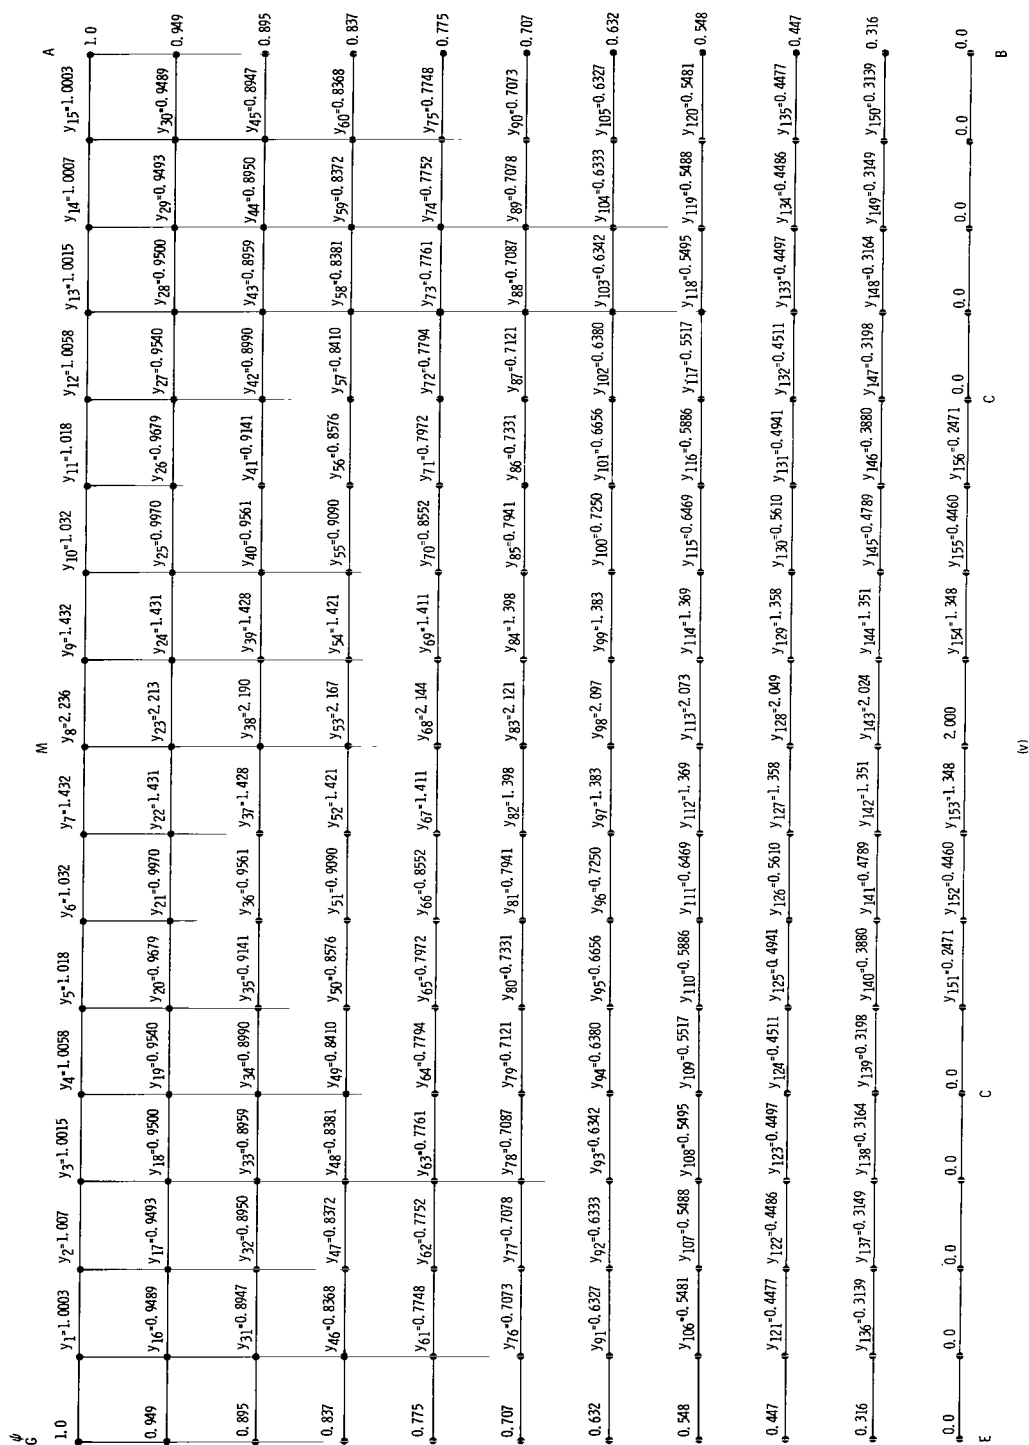 ψ
G M A
1.0 y1=1.0003 y2=1.007 y3=1.0015 y4=1.0058 y5=1.018 y6=1.032 y7=1.432 y8=2.236 y9=1.432 y10=1.032 y11=1.018 y12=1.0058 y13=1.0015 y14=1.0007 y15=1.0003 1.0
0.949 y16=0.9489 y17=0.9493 y18=0.9500 y19=0.9540 y20=0.9679 y21=0.9970 y22=1.431 y23=2.213 y24=1.431 y25=0.9970 y26=0.9679 y27=0.9540 y28=0.9500 y29=0.9493 y30=0.9489 0.949
0.895 y31=0.8947 y32=0.8950 y33=0.8959 y34=0.8990 y35=0.9141 y36=0.9561 y37=1.428 y38=2.190 y39=1.428 y40=0.9561 y41=0.9141 y42=0.8990 y43=0.8959 y44=0.8950 y45=0.8947 0.895
0.837 y46=0.8368 y47=0.8372 y48=0.8381 y49=0.8410 y50=0.8576 y51=0.9090 y52=1.421 y53=2.167 y54=1.421 y55=0.9090 y56=0.8576 y57=0.8410 y58=0.8381 y59=0.8372 y60=0.8368 0.837
0.775 y61=0.7748 y62=0.7752 y63=0.7761 y64=0.7794 y65=0.7972 y66=0.8552 y67=1.411 y68=2.144 y69=1.411 y70=0.8552 y71=0.7972 y72=0.7794 y73=0.7761 y74=0.7752 y75=0.7748 0.775
0.707 y76=0.7073 y77=0.7078 y78=0.7087 y79=0.7121 y80=0.7331 y81=0.7941 y82=1.398 y83=2.121 y84=1.398 y85=0.7941 y86=0.7331 y87=0.7121 y88=0.7087 y89=0.7078 y90=0.7073 0.707
0.632 y91=0.6327 y92=0.6333 y93=0.6342 y94=0.6380 y95=0.6656 y96=0.7250 y97=1.383 y98=2.097 y99=1.383 y100=0.7250 y101=0.6656 y102=0.6380 y103=0.6342 y104=0.6333 y105=0.6327 0.632
0.548 y106=0.5481 y107=0.5488 y108=0.5495 y109=0.5517 y110=0.5886 y111=0.6469 y112=1.369 y113=2.073 y114=1.369 y115=0.6469 y116=0.5886 y117=0.5517 y118=0.5495 y119=0.5488 y120=0.5481 0.548
0.447 y121=0.4477 y122=0.4486 y123=0.4497 y124=0.4511 y125=0.4941 y126=0.5610 y127=1.358 y128=2.049 y129=1.358 y130=0.5610 y131=0.4941 y132=0.4511 y133=0.4497 y134=0.4486 y135=0.4477 0.447
0.316 y136=0.3139 y137=0.3149 y138=0.3164 y139=0.3198 y140=0.3880 y141=0.4789 y142=1.351 y143=2.024 y144=1.351 y145=0.4789 y146=0.3880 y147=0.3198 y148=0.3164 y149=0.3149 y150=0.3139 0.316
0.0 0.0 0.0 0.0 0.0 y151=0.2471 y152=0.4460 y153=1.348 2.000 y154=1.348 y155=0.4460 y156=0.2471 0.0 0.0 0.0 0.0 0.0
E C C B
(v)